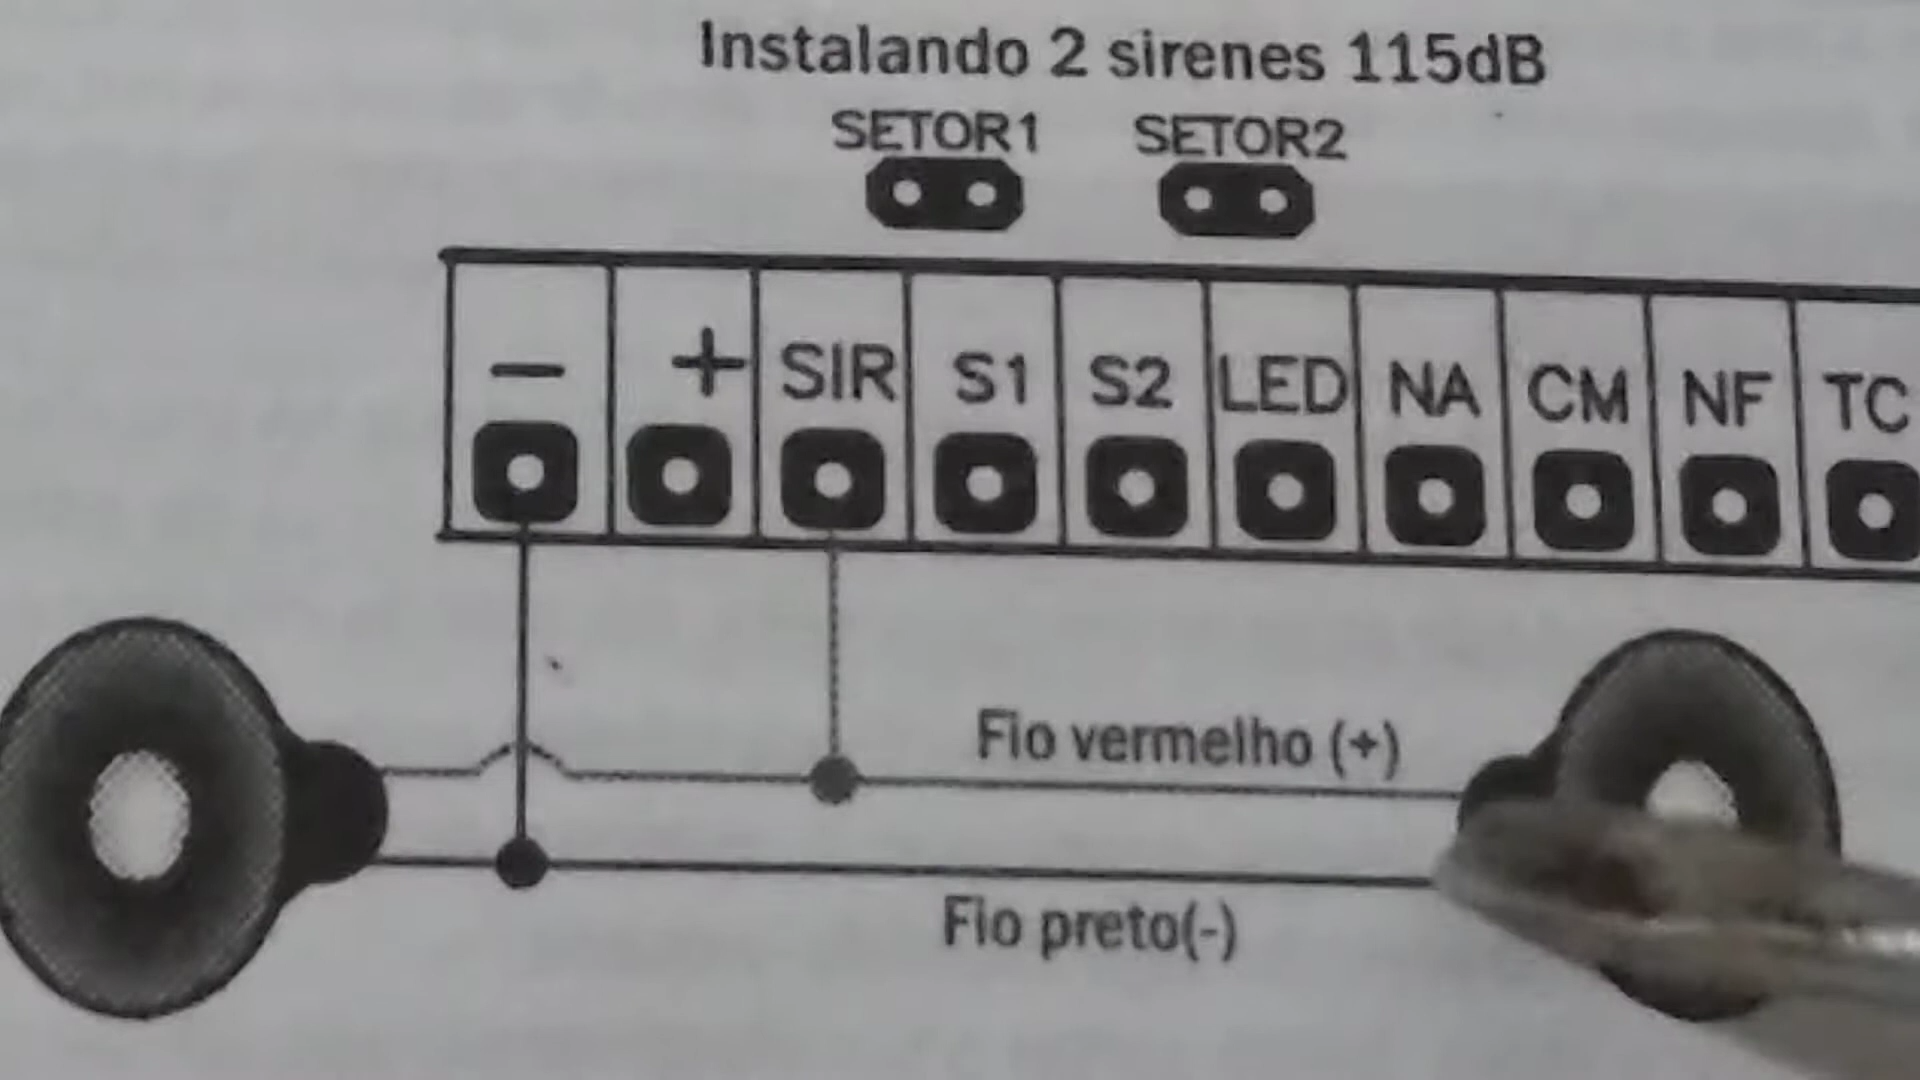 Instalando 2 sirenes 115dB
SETOR1 SETOR2
− + SIR S1 S2 LED NA CM NF TC
Fio vermelho (+)
Fio preto(-)